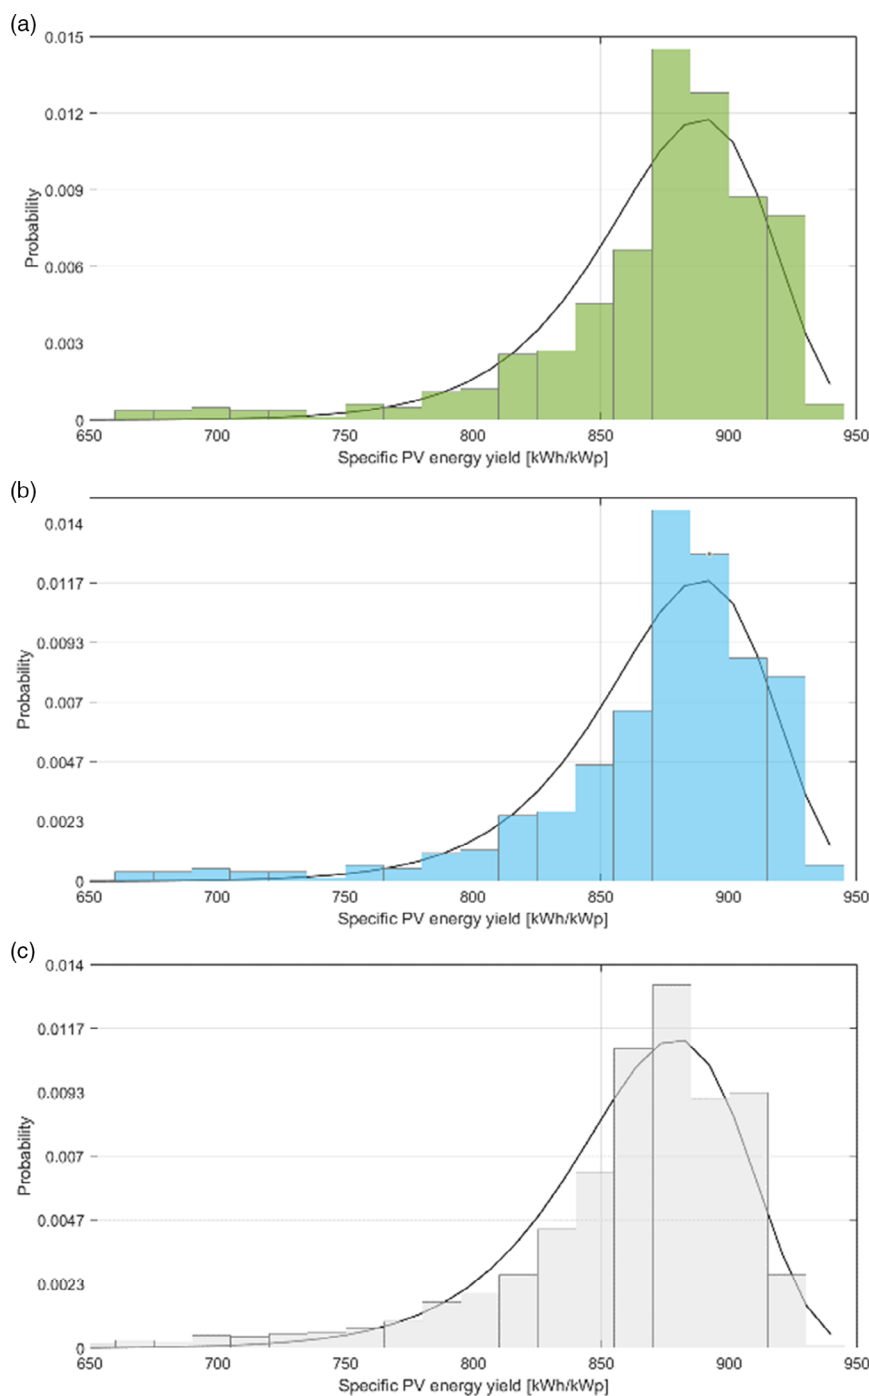 (a)
0.015
0.012
0.009
0.006
0.003
0
Probability
650 700 750 800 850 900 950
Specific PV energy yield [kWh/kWp]
(b)
0.014
0.0117
0.0093
0.007
0.0047
0.0023
0
Probability
650 700 750 800 850 900 950
Specific PV energy yield [kWh/kWp]
(c)
0.014
0.0117
0.0093
0.007
0.0047
0.0023
0
Probability
650 700 750 800 850 900 950
Specific PV energy yield [kWh/kWp]